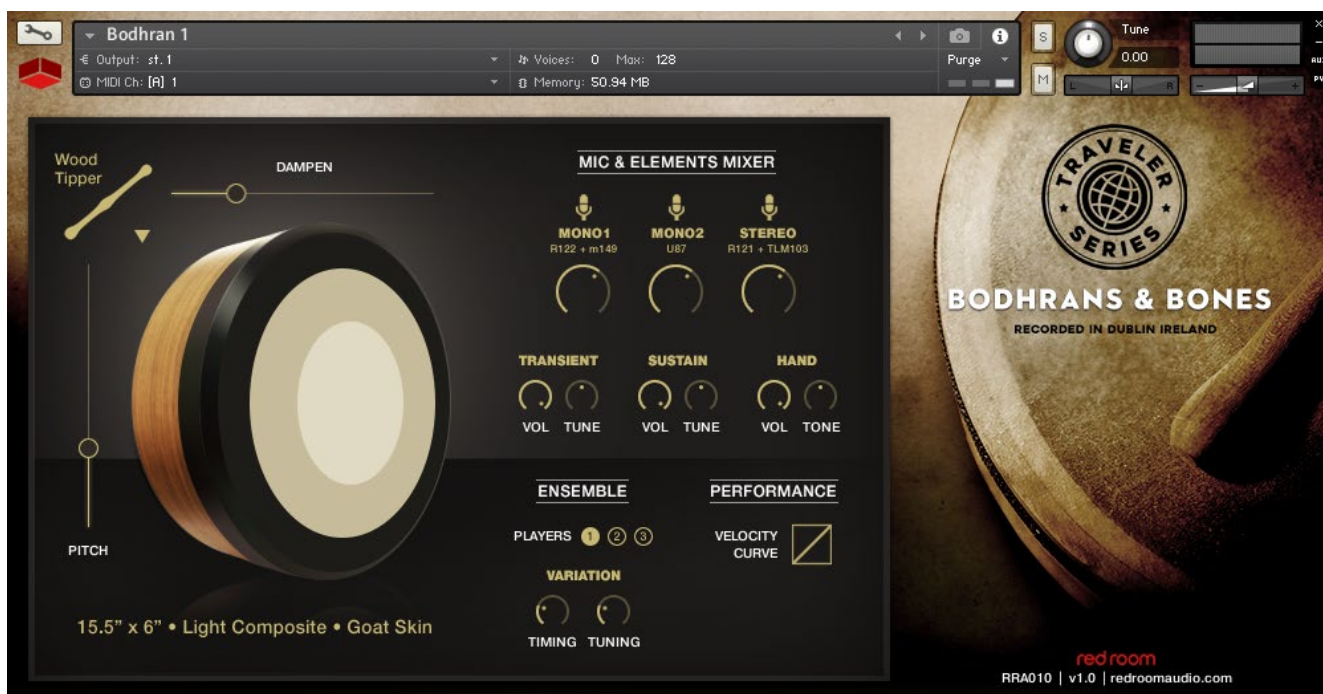 Bodhran 1
Output: st. 1
Voices: 0 Max: 128
Purge
MIDI Ch: [A] 1
Memory: 50.94 MB
S
M
Tune
0.00
L
R
AUX
PV
Wood
Tipper
DAMPEN
PITCH
15.5” x 6” • Light Composite • Goat Skin
MIC & ELEMENTS MIXER
MONO1 MONO2 STEREO
R122 + m149 U87 R121 + TLM103
TRANSIENT SUSTAIN HAND
VOL TUNE VOL TUNE VOL TONE
ENSEMBLE
PLAYERS 1 2 3
VARIATION
TIMING TUNING
PERFORMANCE
VELOCITY
CURVE
TRAVELER
SERIES
BODHRANS & BONES
RECORDED IN DUBLIN IRELAND
red room
RRA010 | v1.0 | redroomaudio.com